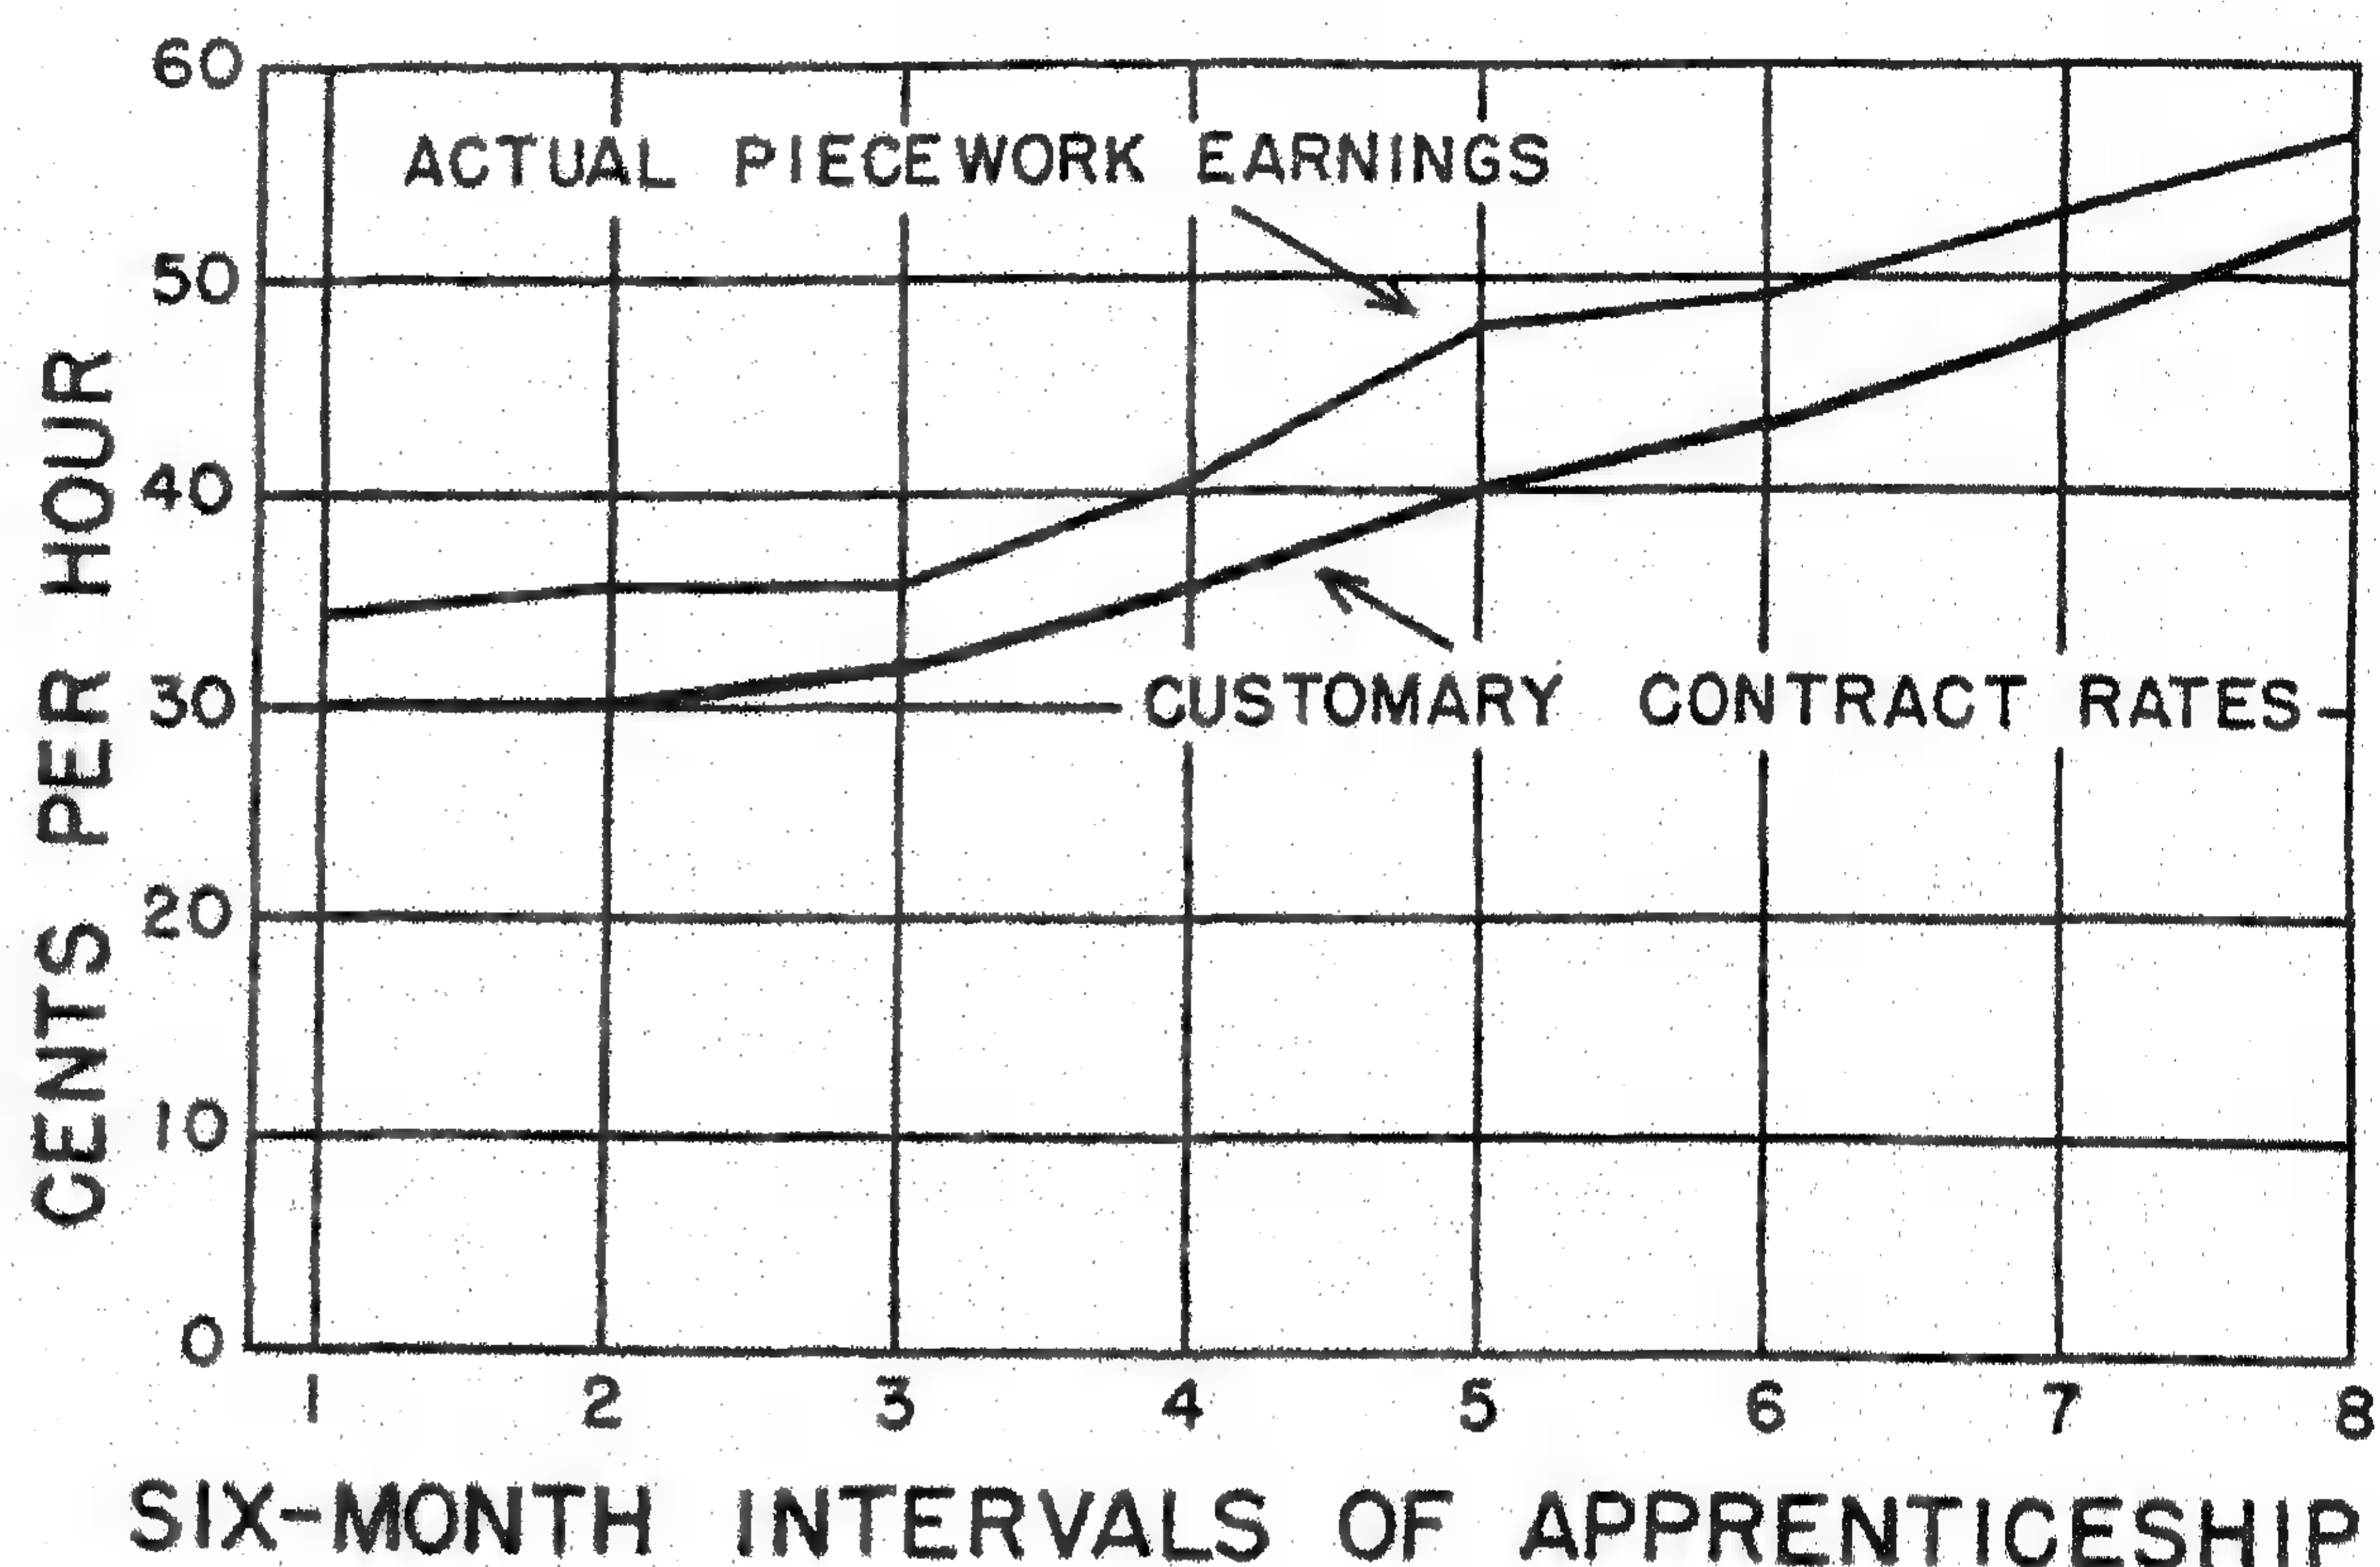 60
ACTUAL PIECEWORK EARNINGS
50
40
30
CUSTOMARY CONTRACT RATES
20
10
0
CENTS PER HOUR
1 2 3 4 5 6 7 8
SIX-MONTH INTERVALS OF APPRENTICESHIP